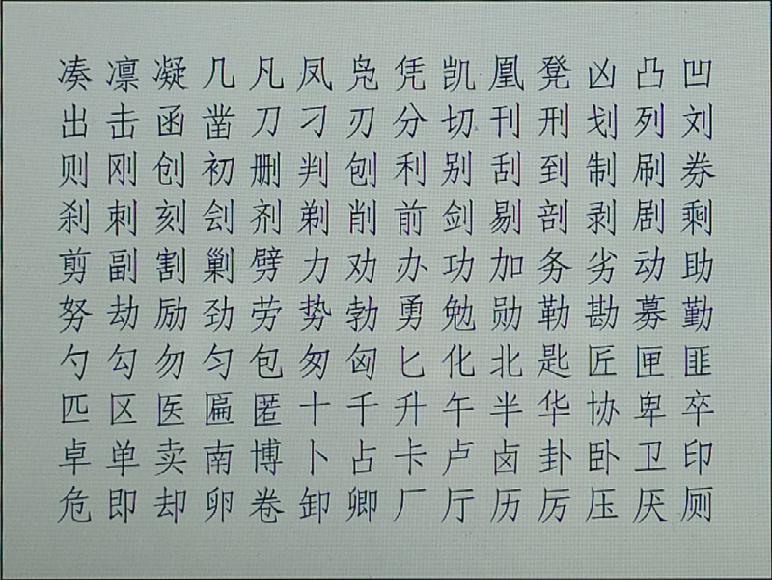 凑凛凝几凡凤凫凭凯凰凳凶凸凹
出击函凿刀刁刃分切刊刑划列刘
则刚创初删判刨利别刮到制刷券
刹刺刻刽剂剃削前剑剔剖剥剧剩
剪副割剿劈力劝办功加务劣动助
努劫励劲劳势勃勇勉勋勒勘募勤
勺勾勿匀包匆匈匕化北匙匠匣匪
匹区医匾匿十千升午半华协卑卒
卓单卖南博卜占卡卢卤卦卧卫印
危即却卵卷卸卿厂厅历厉压厌厕